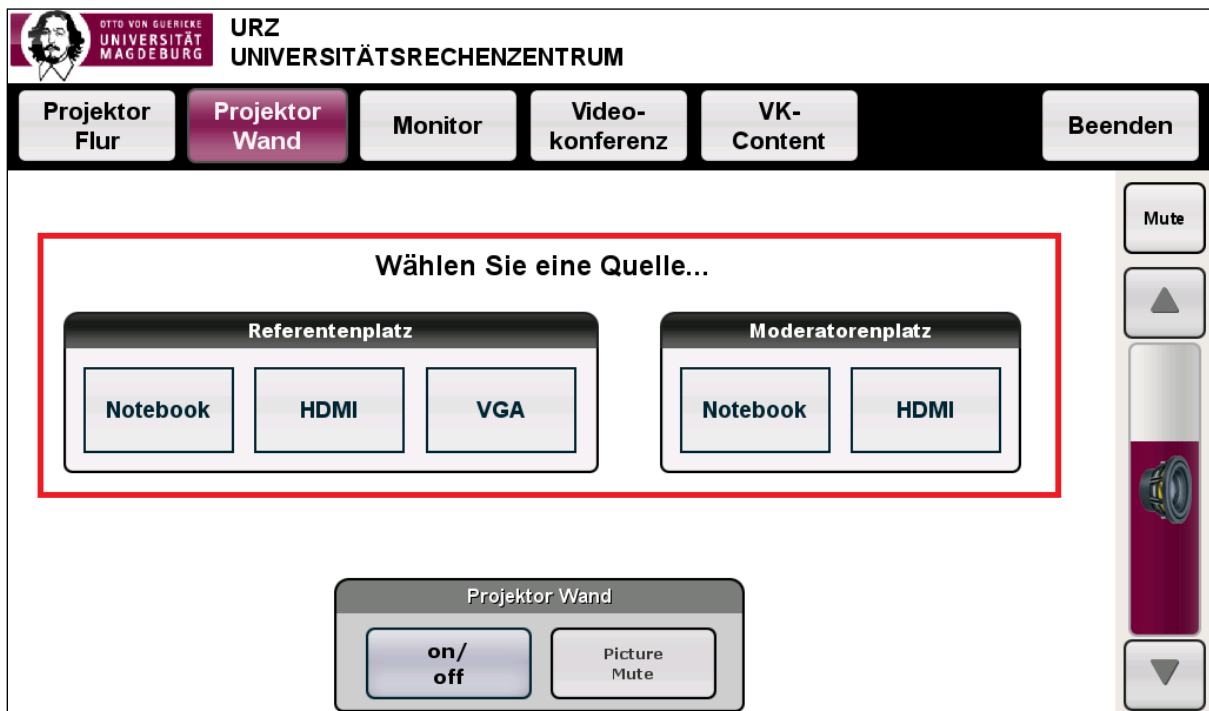 OTTO VON GUERICKE
UNIVERSITÄT
MAGDEBURG
URZ
UNIVERSITÄTSRECHENZENTRUM
Projektor
Flur
Projektor
Wand
Monitor
Video-
konferenz
VK-
Content
Beenden
Mute
Wählen Sie eine Quelle...
Referentenplatz
Notebook
HDMI
VGA
Moderatorenplatz
Notebook
HDMI
Projektor Wand
on/
off
Picture
Mute